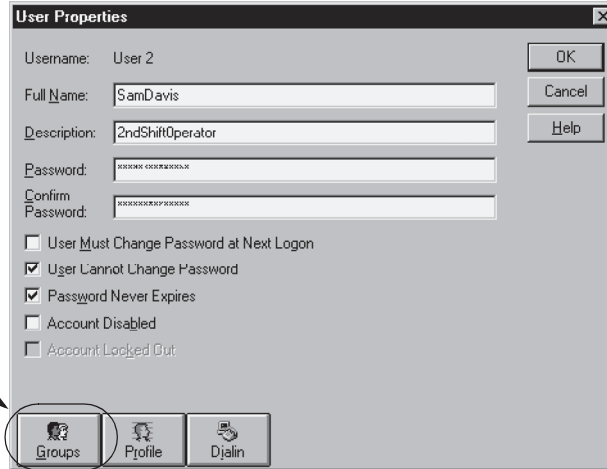 User Properties
Username: User 2
OK
Full Name: SamDavis
Cancel
Description: 2ndShiftOperator
Help
Password: **************
Confirm
Password: **************
User Must Change Password at Next Logon
User Cannot Change Password
Password Never Expires
Account Disabled
Account Locked Out
Groups
Profile
Dialin